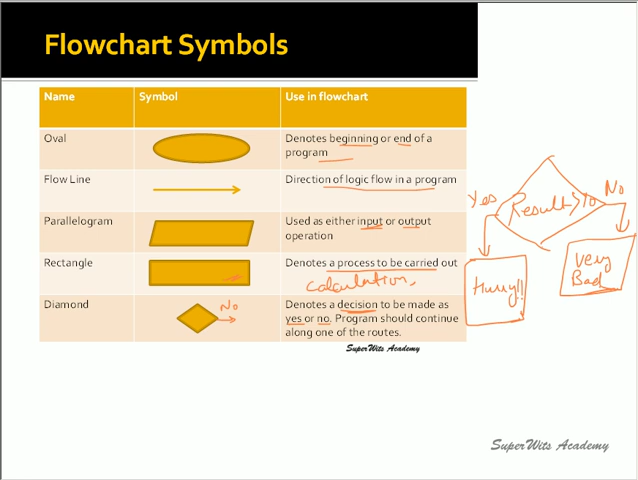 Flowchart Symbols
Name Symbol Use in flowchart
Oval Denotes beginning or end of a
program
Flow Line Direction of logic flow in a program
Parallelogram Used as either input or output
operation
Rectangle Denotes a process to be carried out
calculation,
Diamond No Denotes a decision to be made as
yes or no. Program should continue
along one of the routes.
SuperWits Academy
Yes No
Result > 10
Very
Bad
Hurry!!
SuperWits Academy